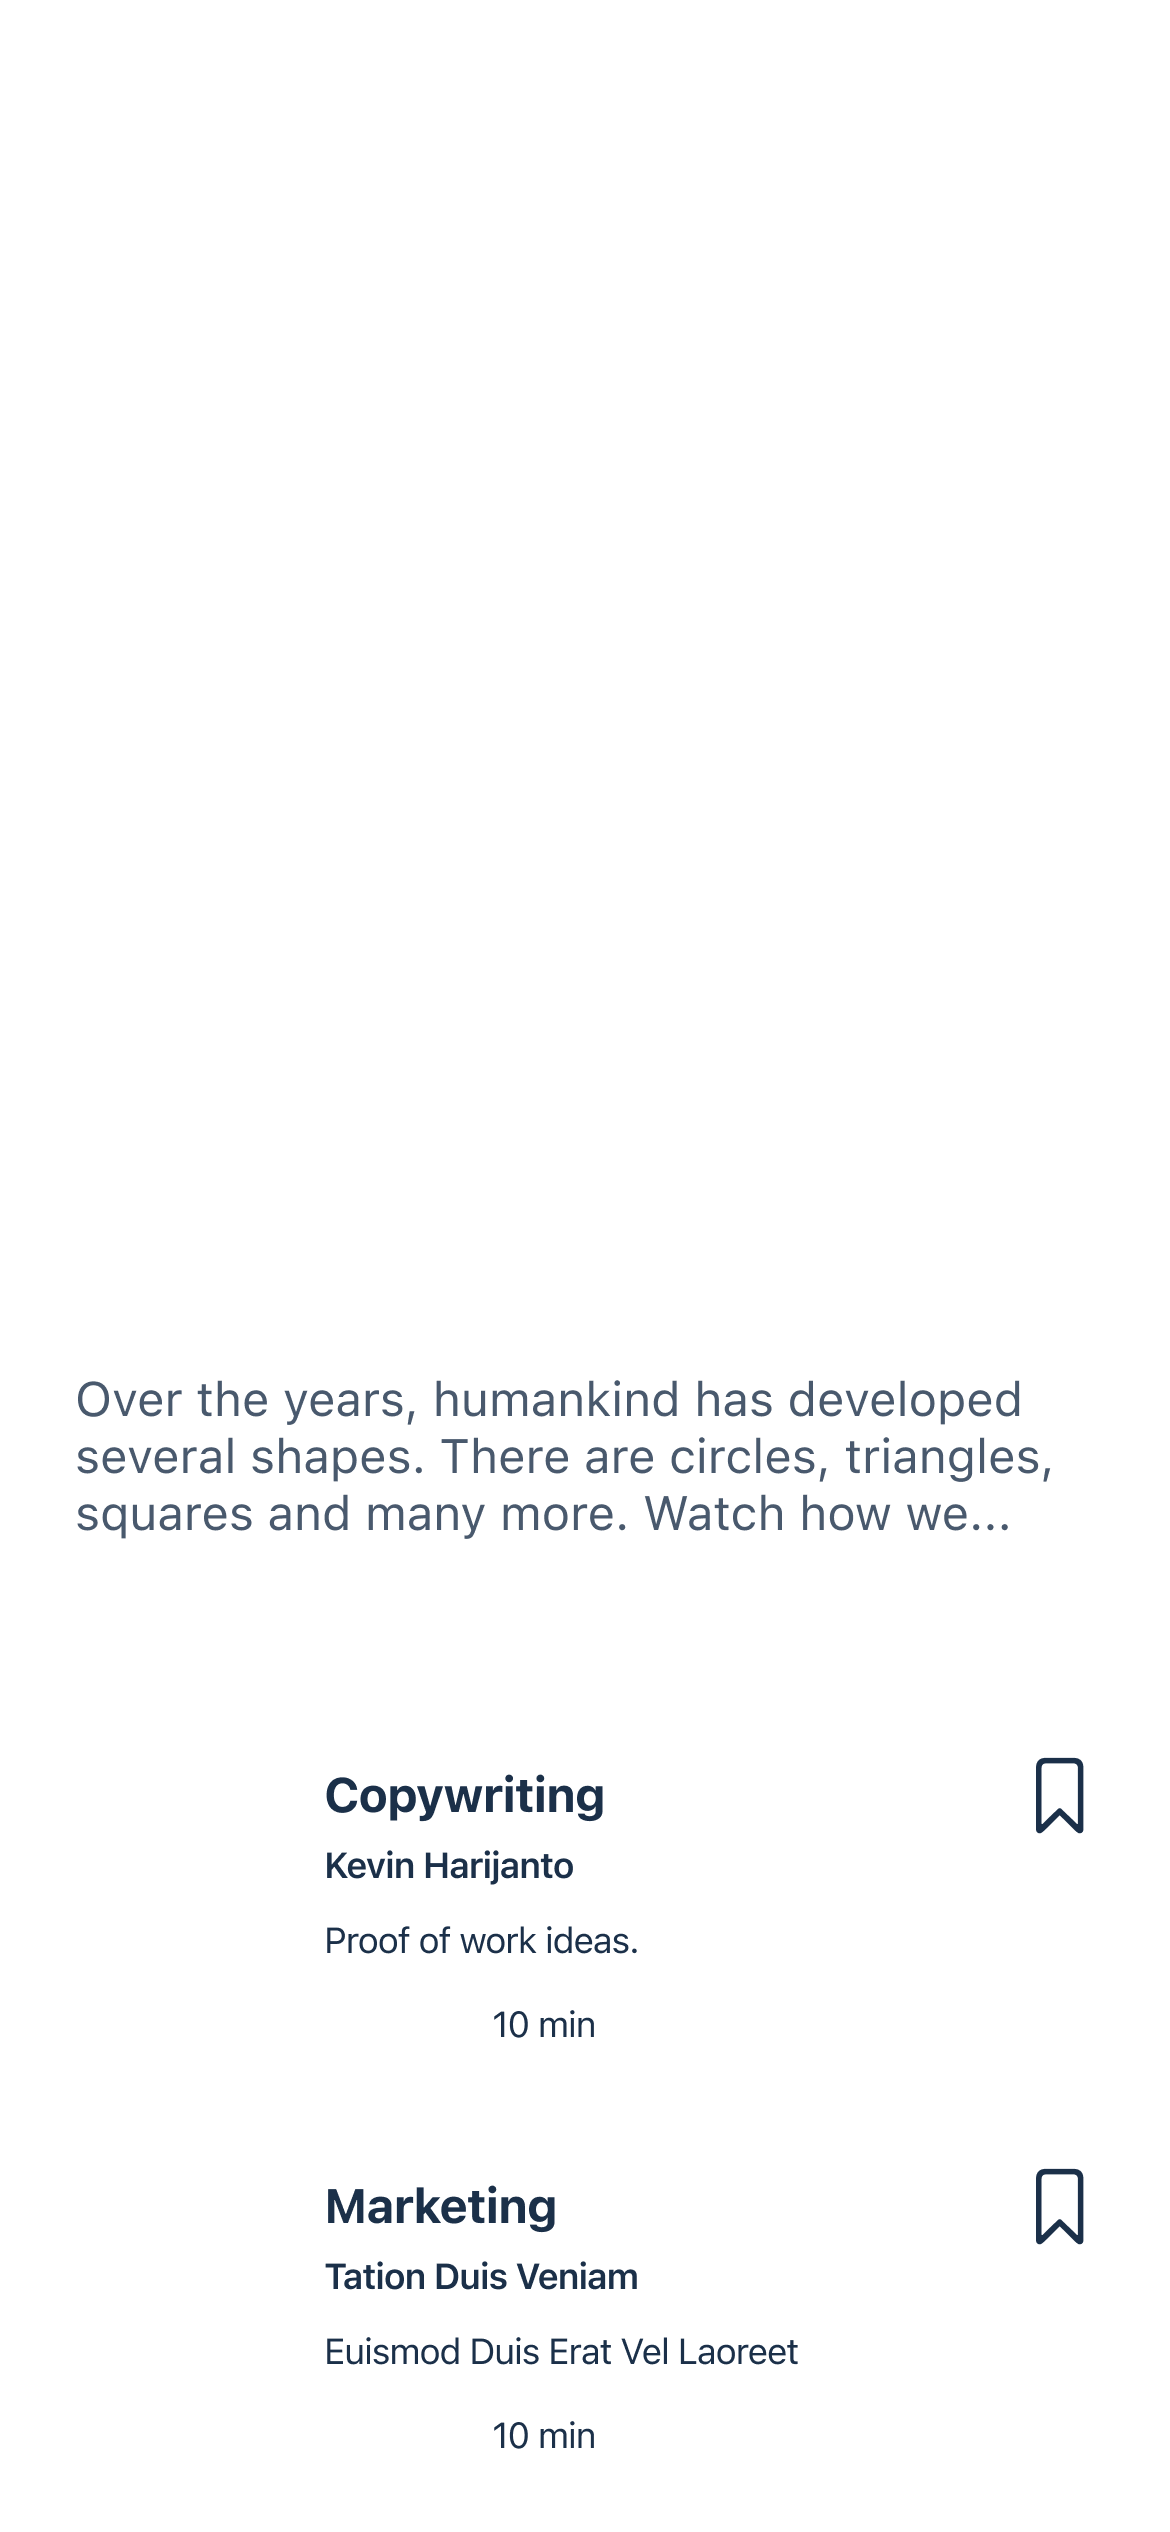 Over the years, humankind has developed
several shapes. There are circles, triangles,
squares and many more. Watch how we...
Copywriting
Kevin Harijanto
Proof of work ideas.
10 min
Marketing
Tation Duis Veniam
Euismod Duis Erat Vel Laoreet
10 min